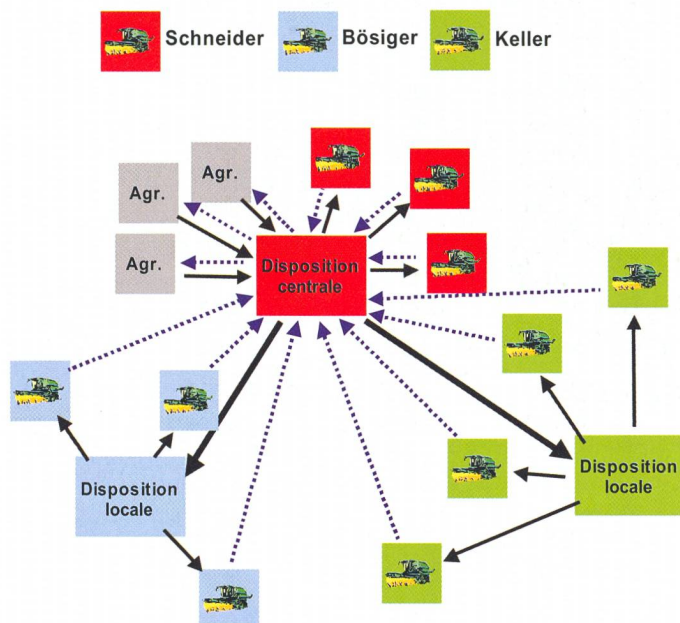 Schneider
Bösiger
Keller
Agr.
Agr.
Agr.
Disposition
centrale
Disposition
locale
Disposition
locale